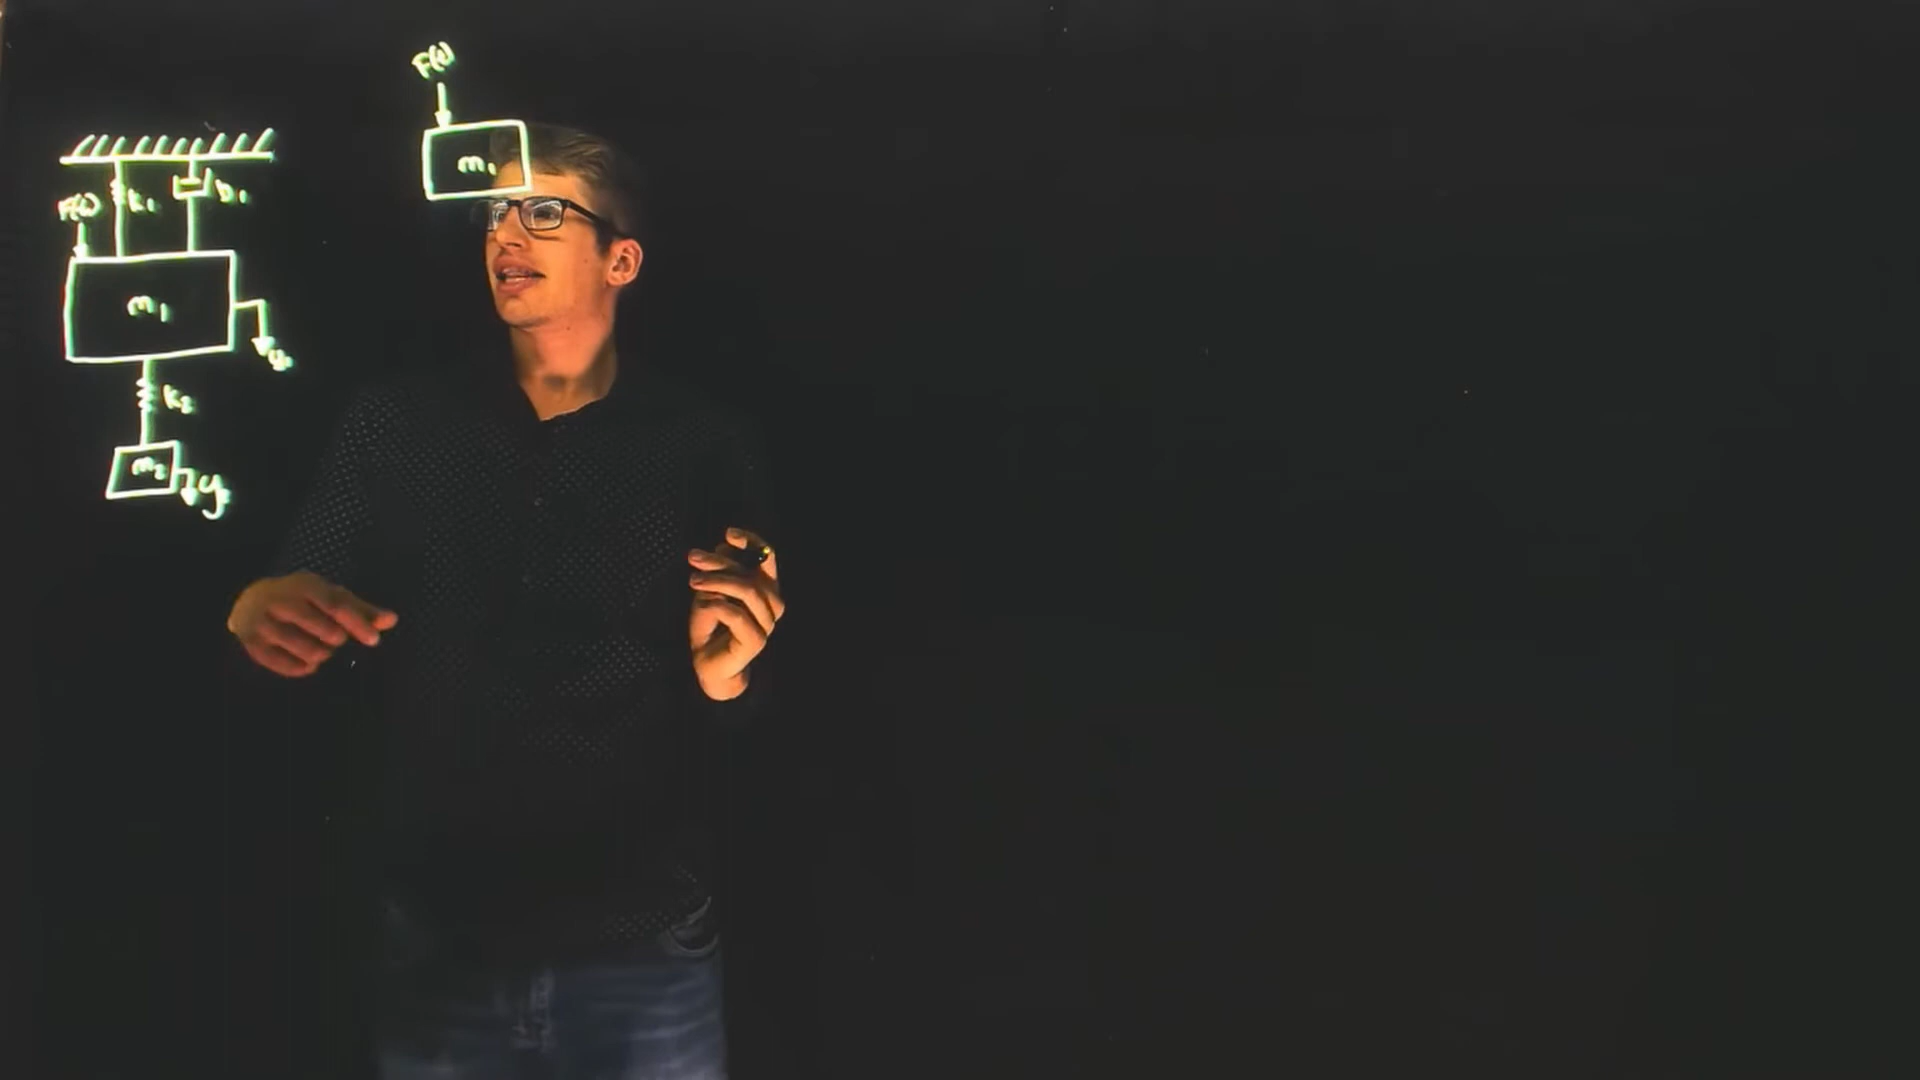 F(t)
m₁
k₁
b₁
F(t)
m₁
y₁
k₂
m₂
y₂